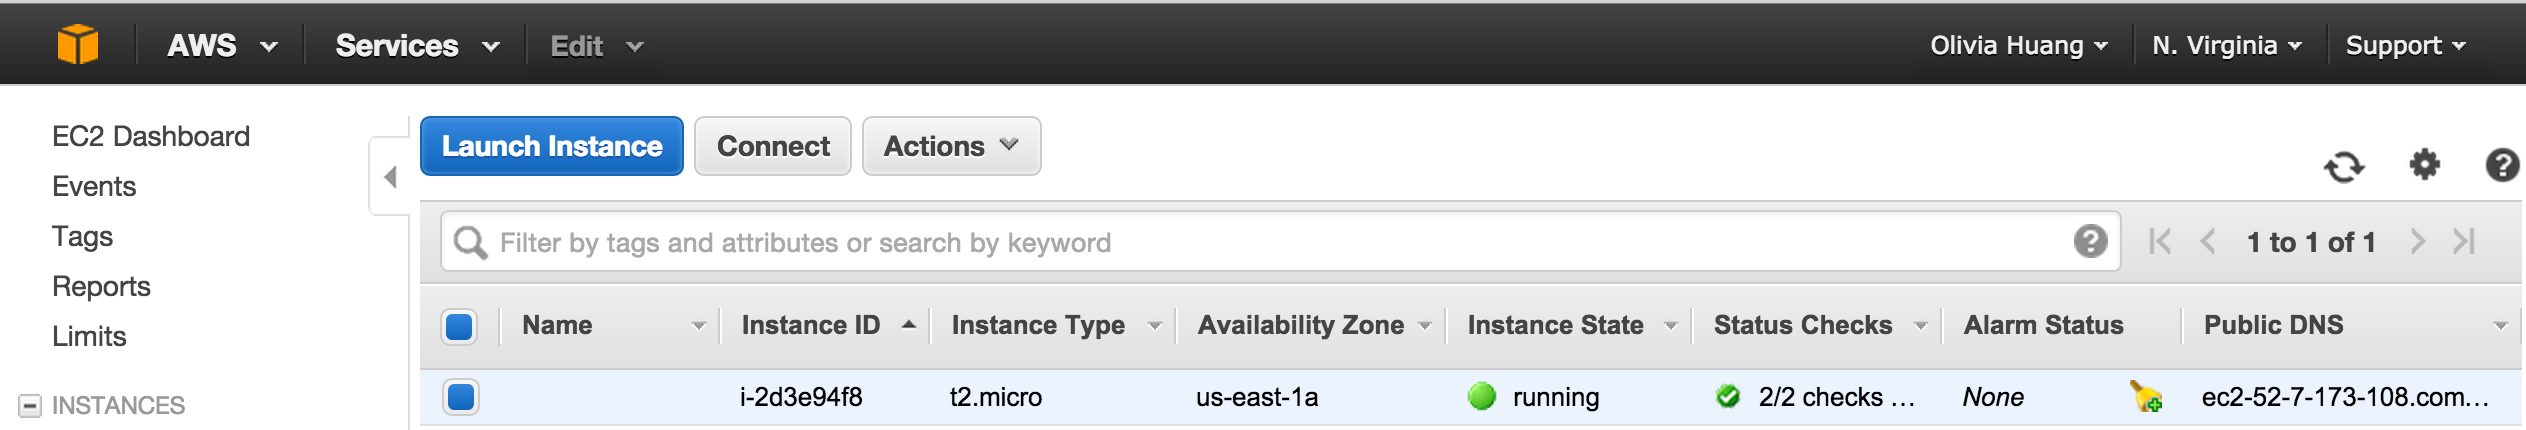 AWS Services Edit Olivia Huang N. Virginia Support
EC2 Dashboard
Events
Tags
Reports
Limits
INSTANCES
Launch Instance Connect Actions
Filter by tags and attributes or search by keyword 1 to 1 of 1
Name Instance ID Instance Type Availability Zone Instance State Status Checks Alarm Status Public DNS
i-2d3e94f8 t2.micro us-east-1a running 2/2 checks ... None ec2-52-7-173-108.com...